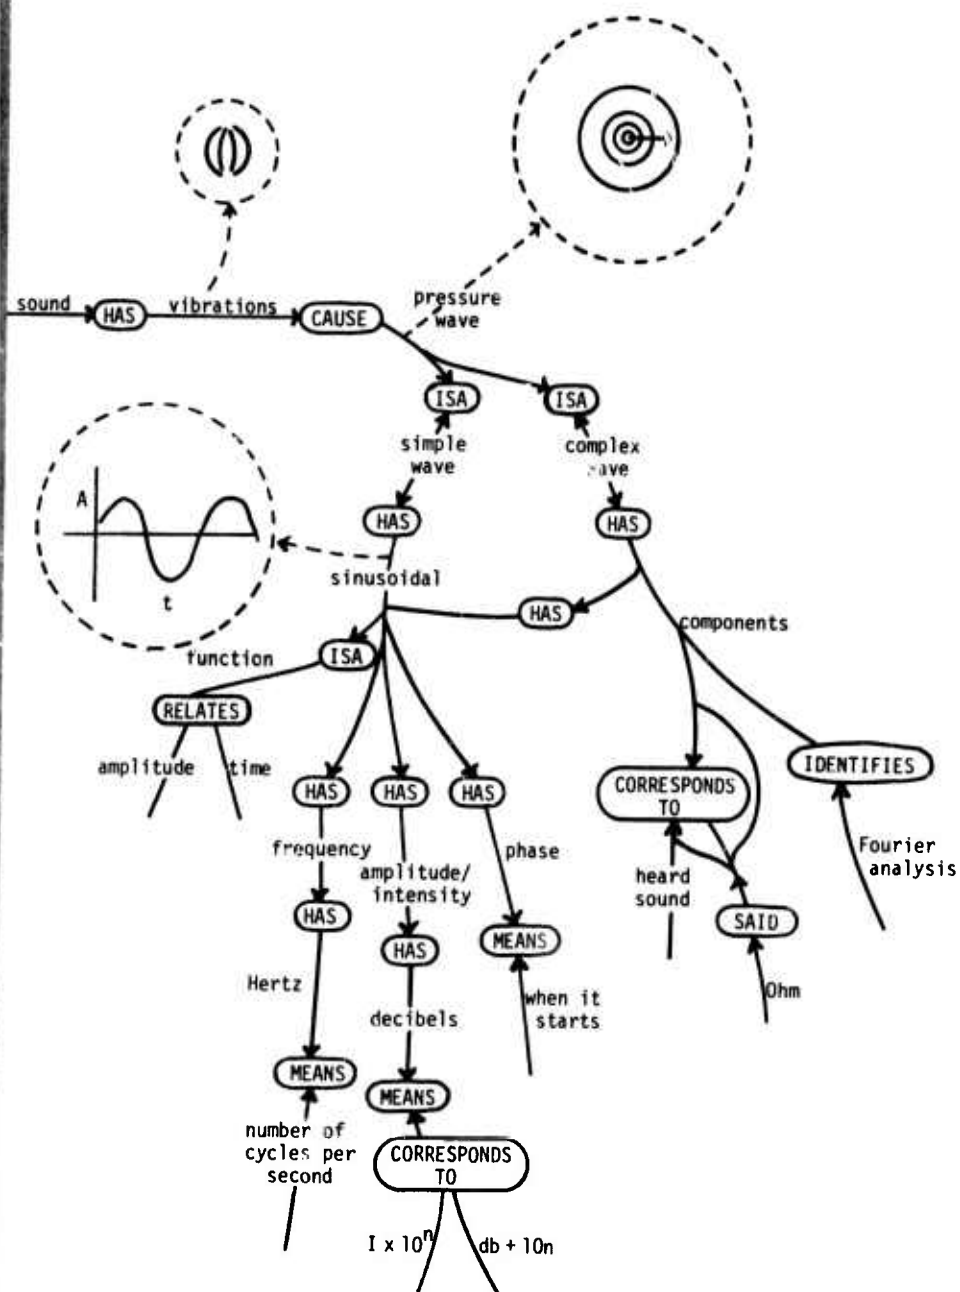 sound
HAS
vibrations
CAUSE
pressure
wave
ISA
ISA
simple
wave
complex
HAS
HAS
A
t
sinusoidal
HAS
components
function
ISA
RELATES
amplitude
time
HAS
HAS
HAS
CORRESPONDS
TO
IDENTIFIES
frequency
amplitude/
intensity
phase
heard
sound
Fourier
analysis
HAS
HAS
MEANS
SAID
Hertz
decibels
when it
starts
Ohm
MEANS
MEANS
number of
cycles per
second
CORRESPONDS
TO
I x 10ⁿ
db + 10n